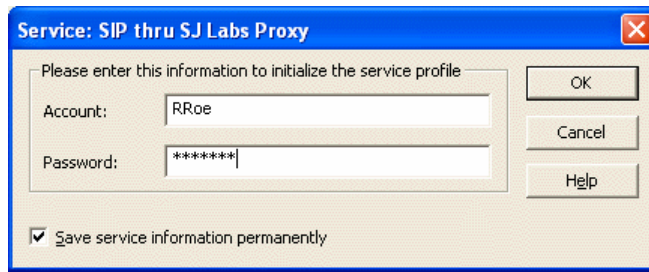 Service: SIP thru SJ Labs Proxy
Please enter this information to initialize the service profile
Account: RRoe
Password: *******
OK
Cancel
Help
Save service information permanently